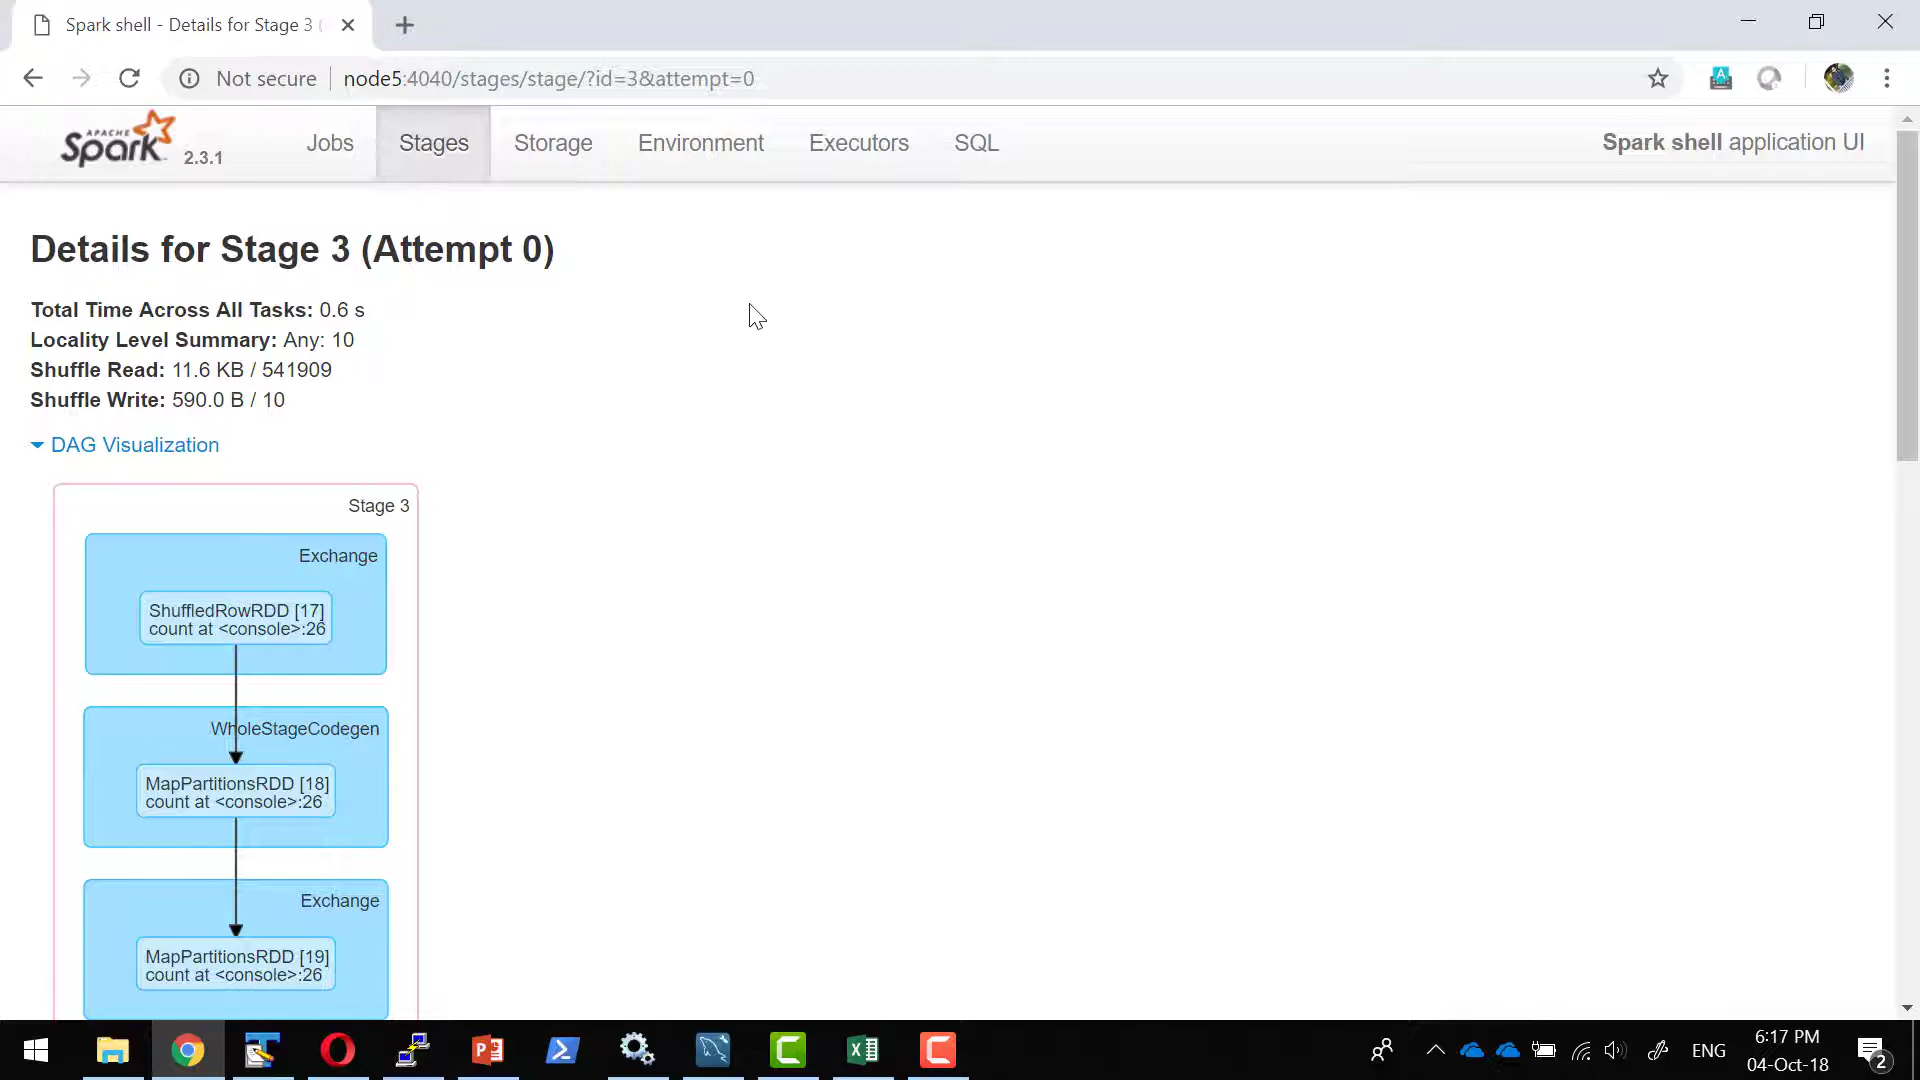 Spark shell - Details for Stage 3 (
Not secure
node5:4040/stages/stage/?id=3&attempt=0
APACHE
Spark
2.3.1
Jobs
Stages
Storage
Environment
Executors
SQL
Spark shell application UI
Details for Stage 3 (Attempt 0)
Total Time Across All Tasks: 0.6 s
Locality Level Summary: Any: 10
Shuffle Read: 11.6 KB / 541909
Shuffle Write: 590.0 B / 10
DAG Visualization
Stage 3
Exchange
ShuffledRowRDD [17]
count at <console>:26
WholeStageCodegen
MapPartitionsRDD [18]
count at <console>:26
Exchange
MapPartitionsRDD [19]
count at <console>:26
ENG
6:17 PM
04-Oct-18
2